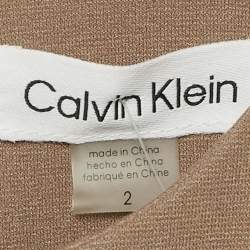 Calvin Klein
made in China
hecho en China
fabriqué en Chine
2